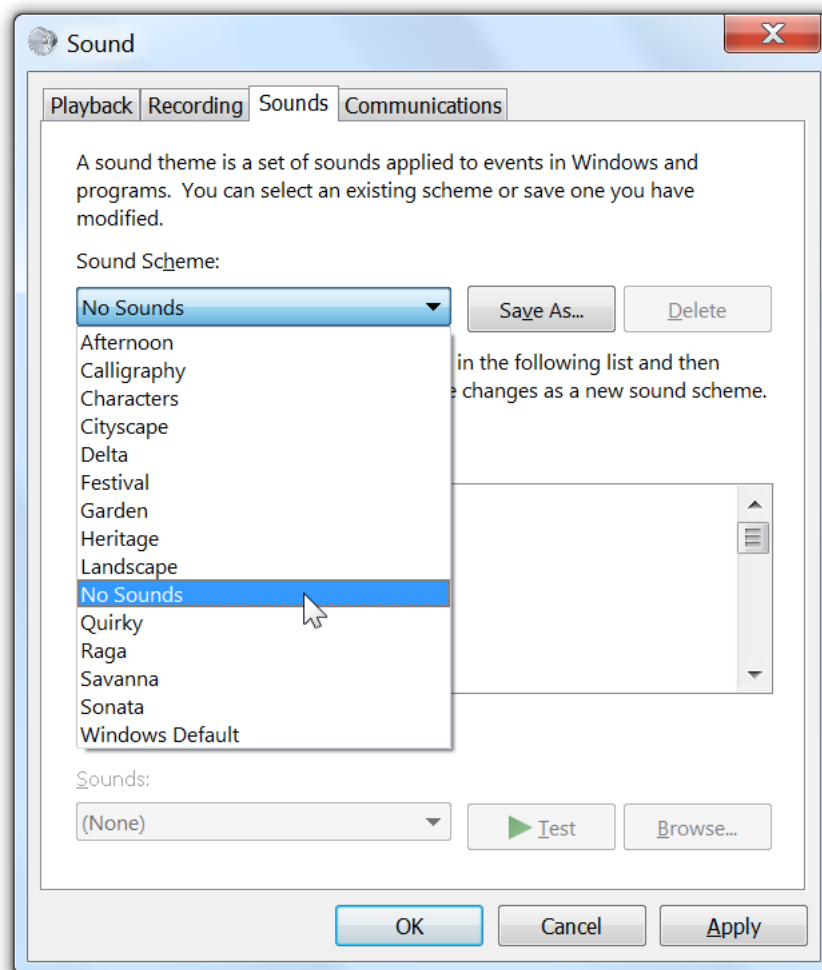 Sound
Playback Recording Sounds Communications
A sound theme is a set of sounds applied to events in Windows and
programs. You can select an existing scheme or save one you have
modified.
Sound Scheme:
No Sounds Save As... Delete
Afternoon
in the following list and then
Calligraphy
changes as a new sound scheme.
Characters
Cityscape
Delta
Festival
Garden
Heritage
Landscape
No Sounds
Quirky
Raga
Savanna
Sonata
Windows Default
Sounds:
(None) Test Browse...
OK Cancel Apply